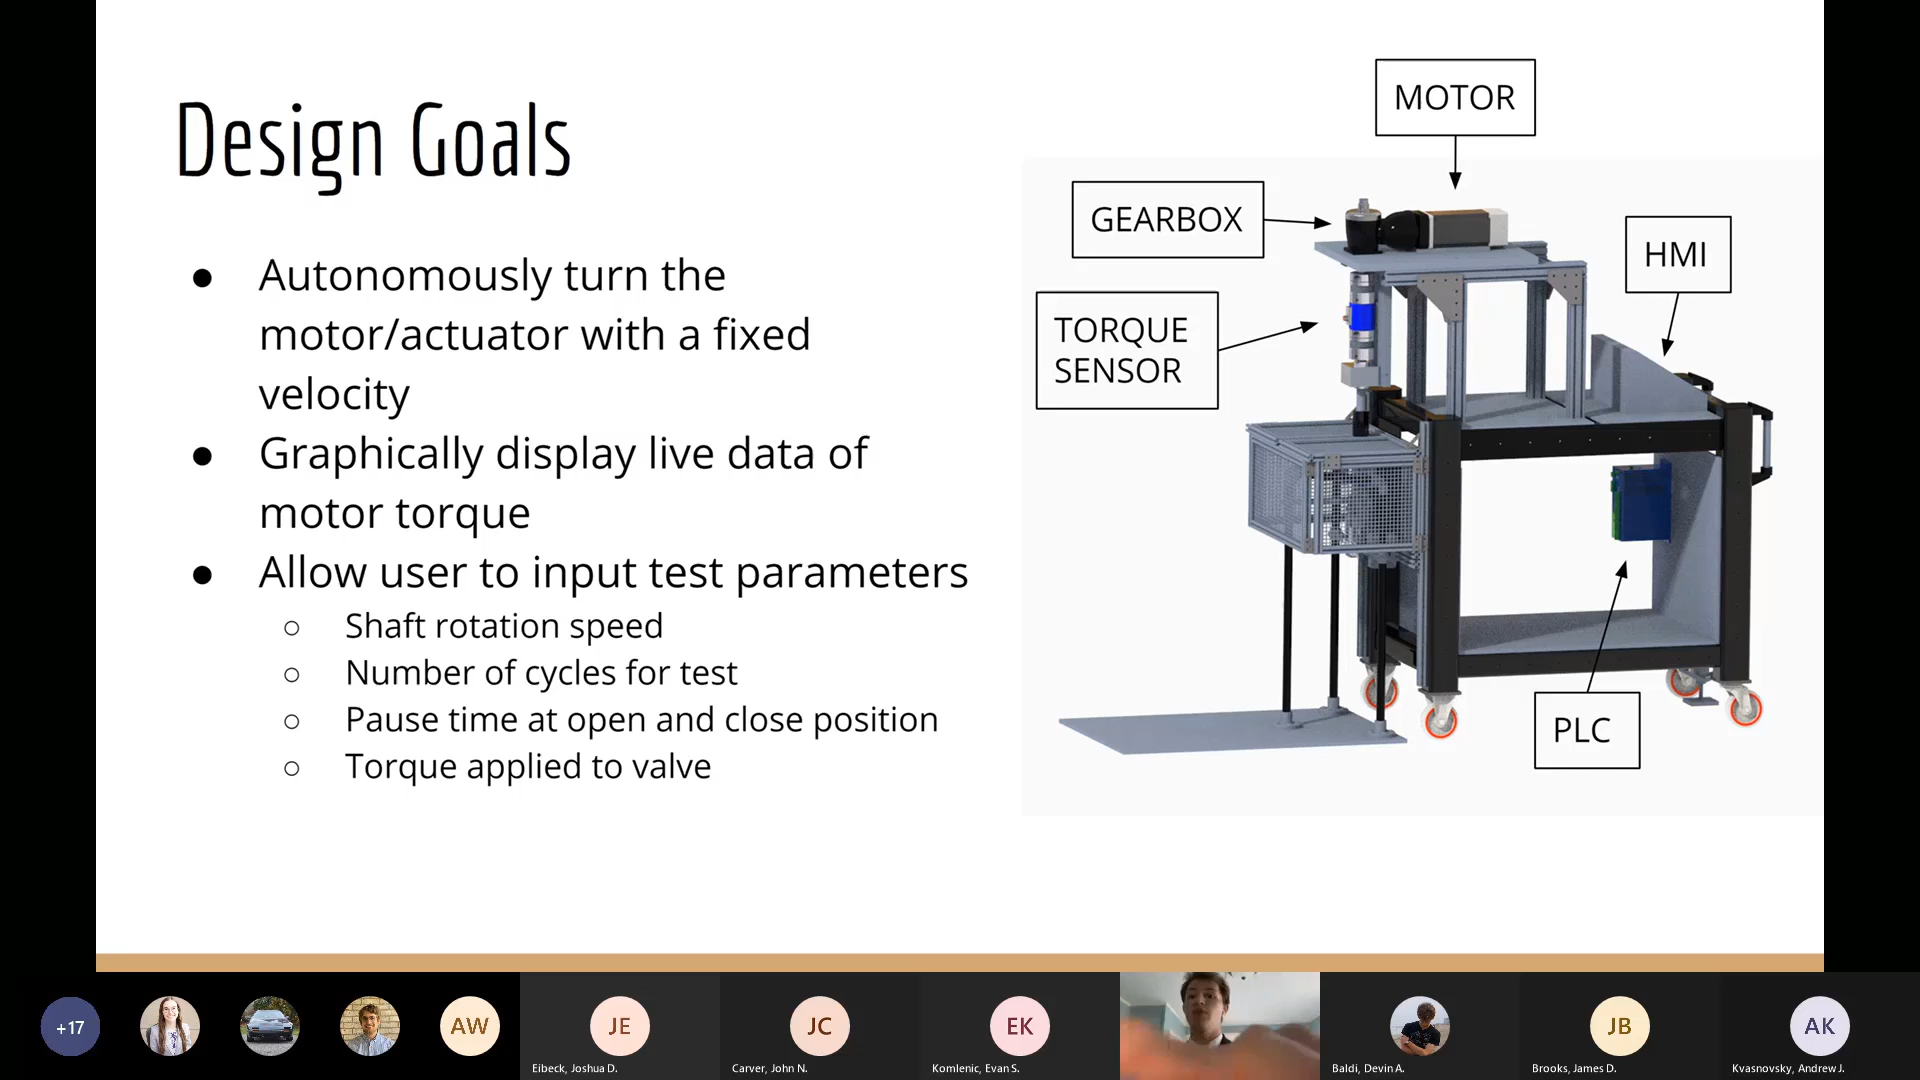 Design Goals
● Autonomously turn the
motor/actuator with a fixed
velocity
● Graphically display live data of
motor torque
● Allow user to input test parameters
○ Shaft rotation speed
○ Number of cycles for test
○ Pause time at open and close position
○ Torque applied to valve
MOTOR
GEARBOX
HMI
TORQUE
SENSOR
PLC
+17
AW
JE
Eibeck, Joshua D.
JC
Carver, John N.
EK
Komlenic, Evan S.
Baldi, Devin A.
JB
Brooks, James D.
AK
Kvasnovsky, Andrew J.